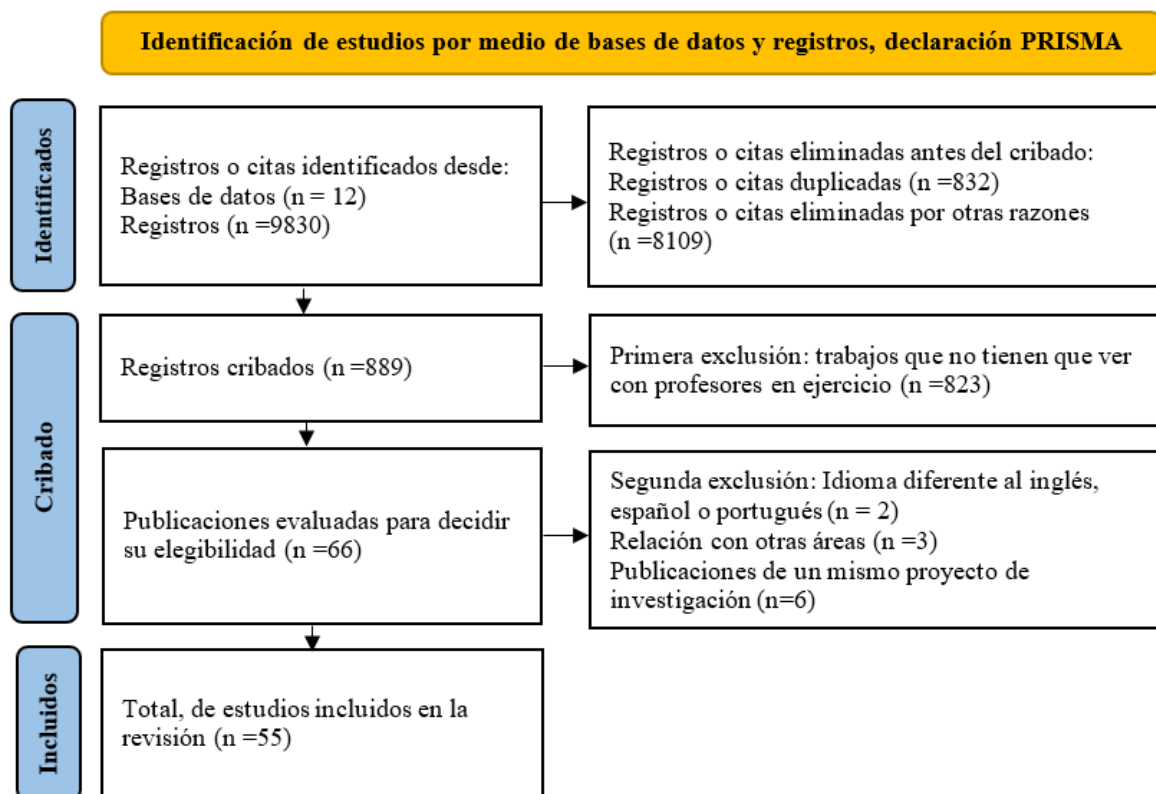 Identificación de estudios por medio de bases de datos y registros, declaración PRISMA
Identificados
Registros o citas identificados desde:
Bases de datos (n = 12)
Registros (n =9830)
Registros o citas eliminadas antes del cribado:
Registros o citas duplicadas (n =832)
Registros o citas eliminadas por otras razones
(n =8109)
Cribado
Registros cribados (n =889)
Primera exclusión: trabajos que no tienen que ver
con profesores en ejercicio (n =823)
Publicaciones evaluadas para decidir
su elegibilidad (n =66)
Segunda exclusión: Idioma diferente al inglés,
español o portugués (n = 2)
Relación con otras áreas (n =3)
Publicaciones de un mismo proyecto de
investigación (n=6)
Incluidos
Total, de estudios incluidos en la
revisión (n =55)